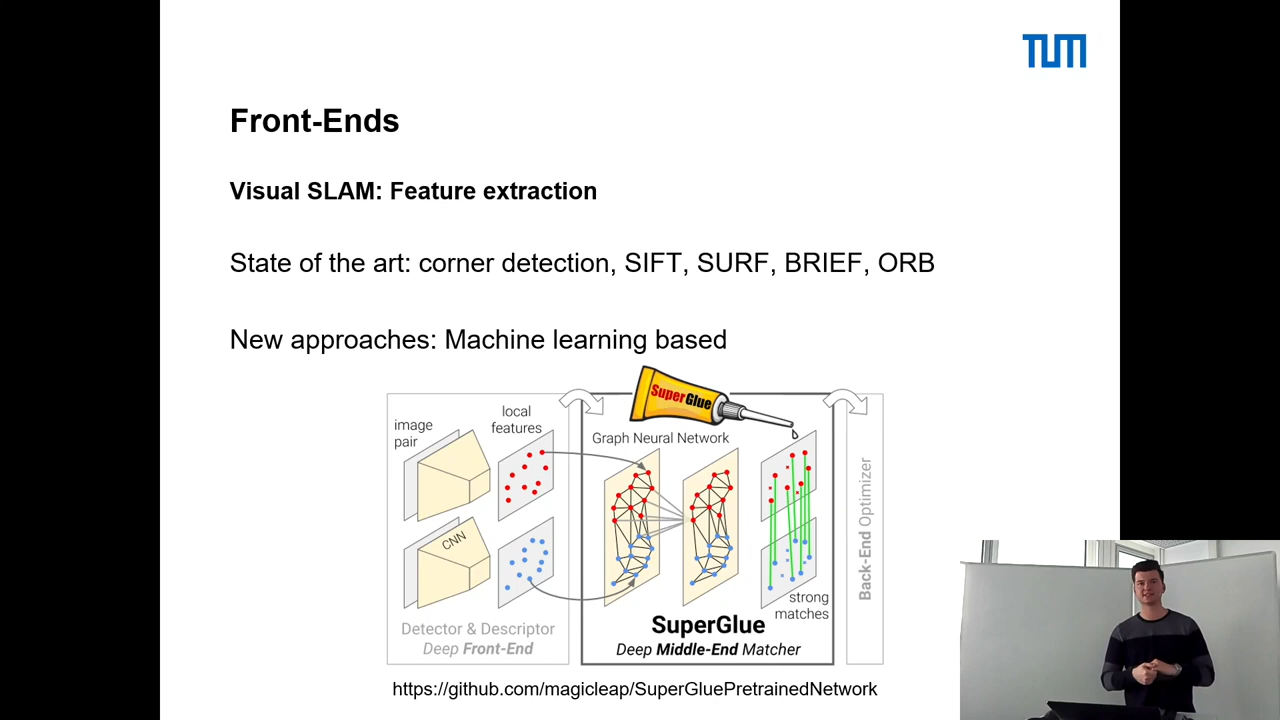 TUM
Front-Ends
Visual SLAM: Feature extraction
State of the art: corner detection, SIFT, SURF, BRIEF, ORB
New approaches: Machine learning based
image
pair
local
features
CNN
Detector & Descriptor
Deep Front-End
SuperGlue
Graph Neural Network
strong
matches
SuperGlue
Deep Middle-End Matcher
Back-End Optimizer
https://github.com/magicleap/SuperGluePretrainedNetwork